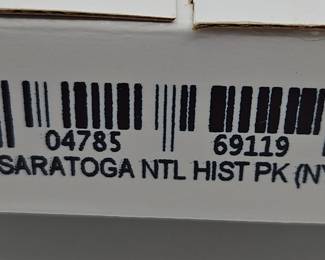 04785 69119
SARATOGA NTL HIST PK (NY